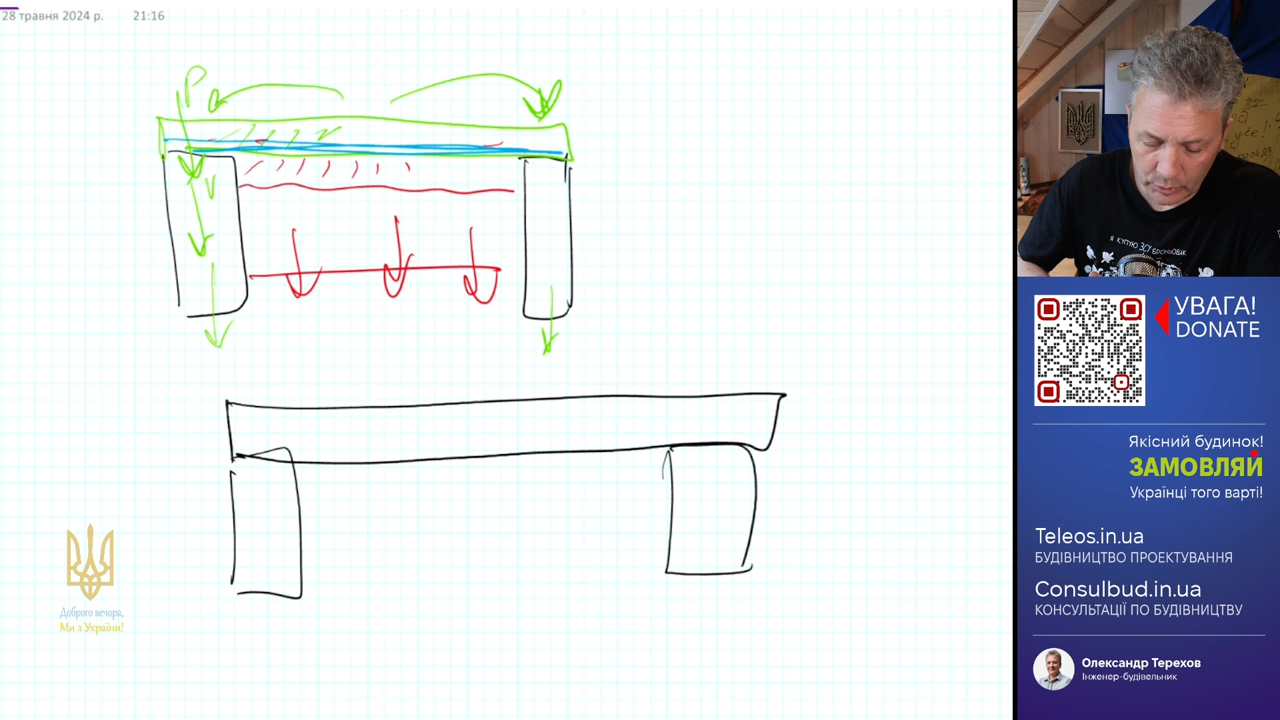 28 травня 2024 р. 21:16
P
V
Доброго вечора,
Ми з України!
Я КУПУЮ ЗСУ БРОНЬОВИК
УВАГА!
DONATE
Якісний будинок!
ЗАМОВЛЯЙ
Українці того варті!
Teleos.in.ua
БУДІВНИЦТВО ПРОЕКТУВАННЯ
Consulbud.in.ua
КОНСУЛЬТАЦІЇ ПО БУДІВНИЦТВУ
Олександр Терехов
Інженер-будівельник